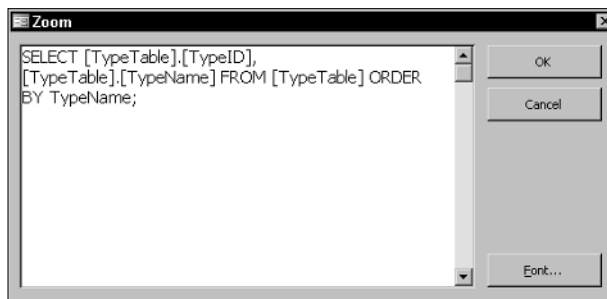 Zoom
SELECT [TypeTable].[TypeID],
[TypeTable].[TypeName] FROM [TypeTable] ORDER
BY TypeName;
OK
Cancel
Font...